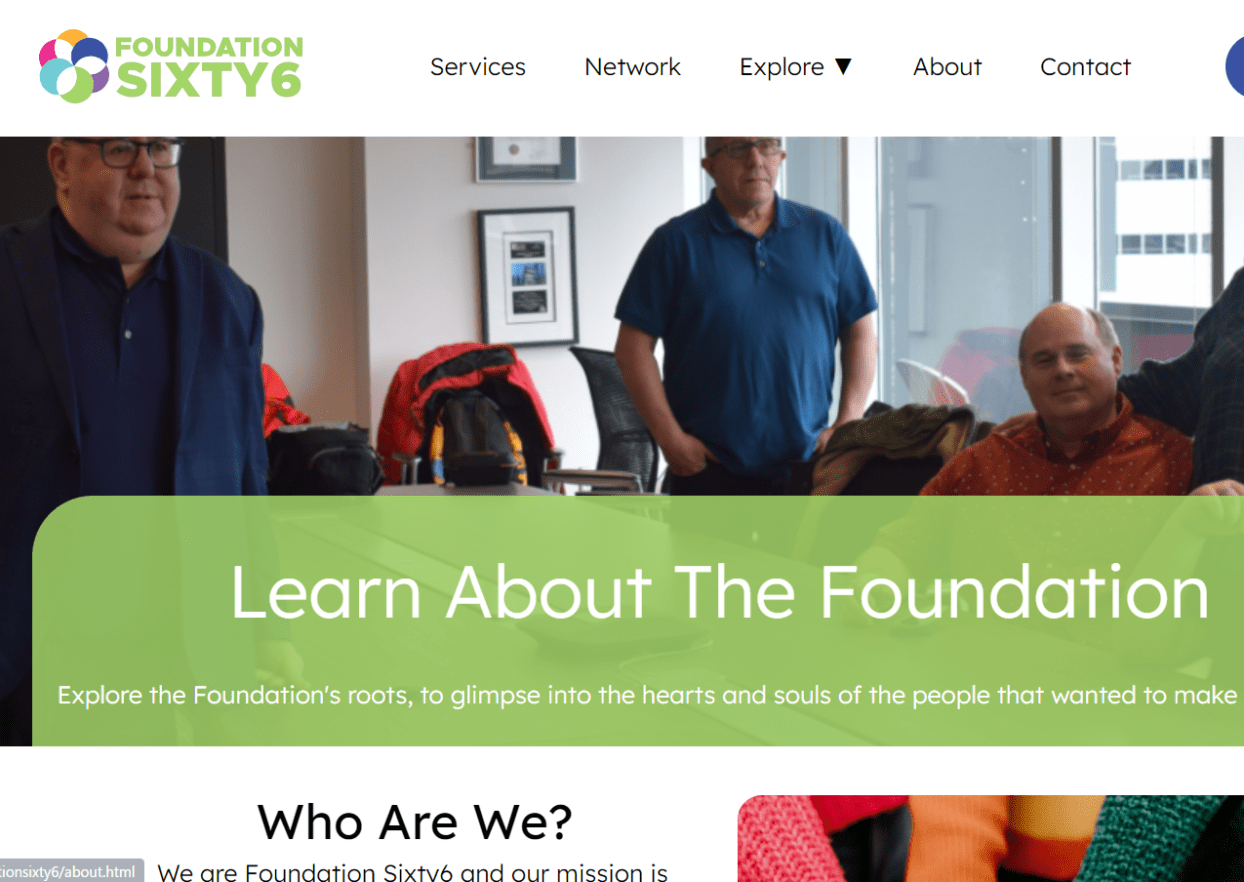 FOUNDATION
SIXTY6
Services Network Explore ▼ About Contact
Learn About The Foundation
Explore the Foundation's roots, to glimpse into the hearts and souls of the people that wanted to make
Who Are We?
We are Foundation Sixty6 and our mission is
tionsixty6/about.html